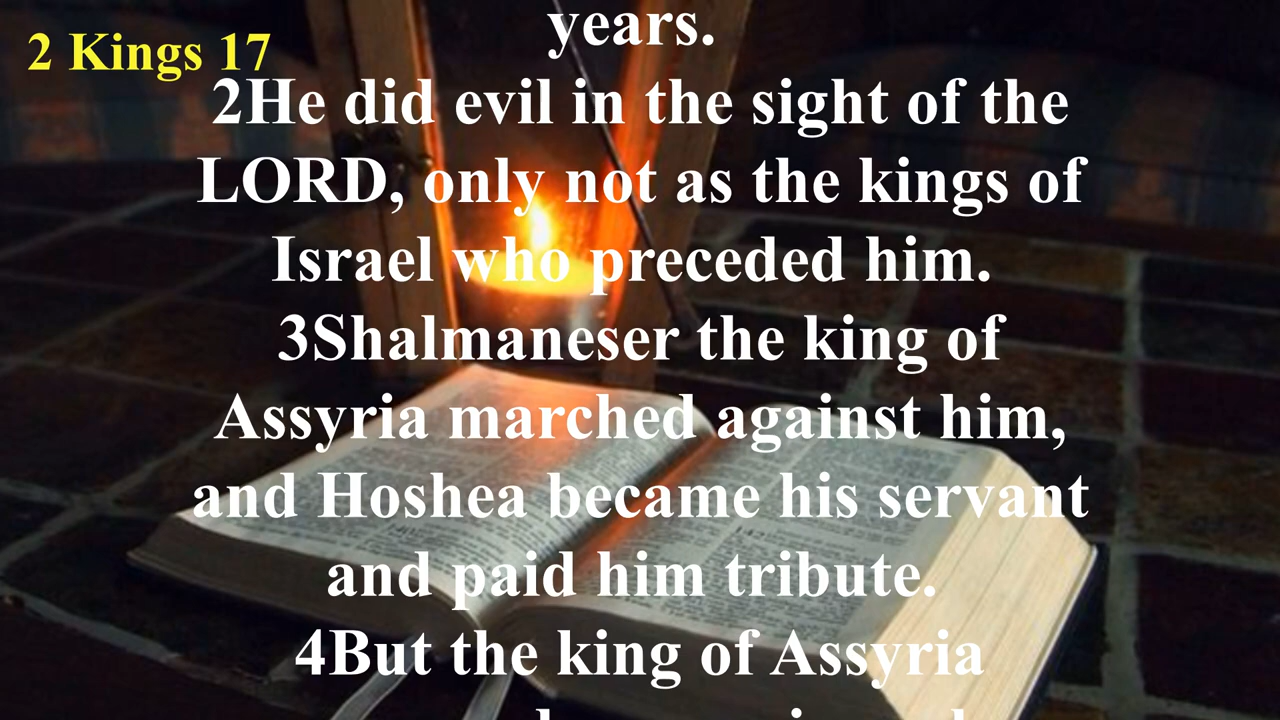 2 Kings 17
years.
2He did evil in the sight of the
LORD, only not as the kings of
Israel who preceded him.
3Shalmaneser the king of
Assyria marched against him,
and Hoshea became his servant
and paid him tribute.
4But the king of Assyria